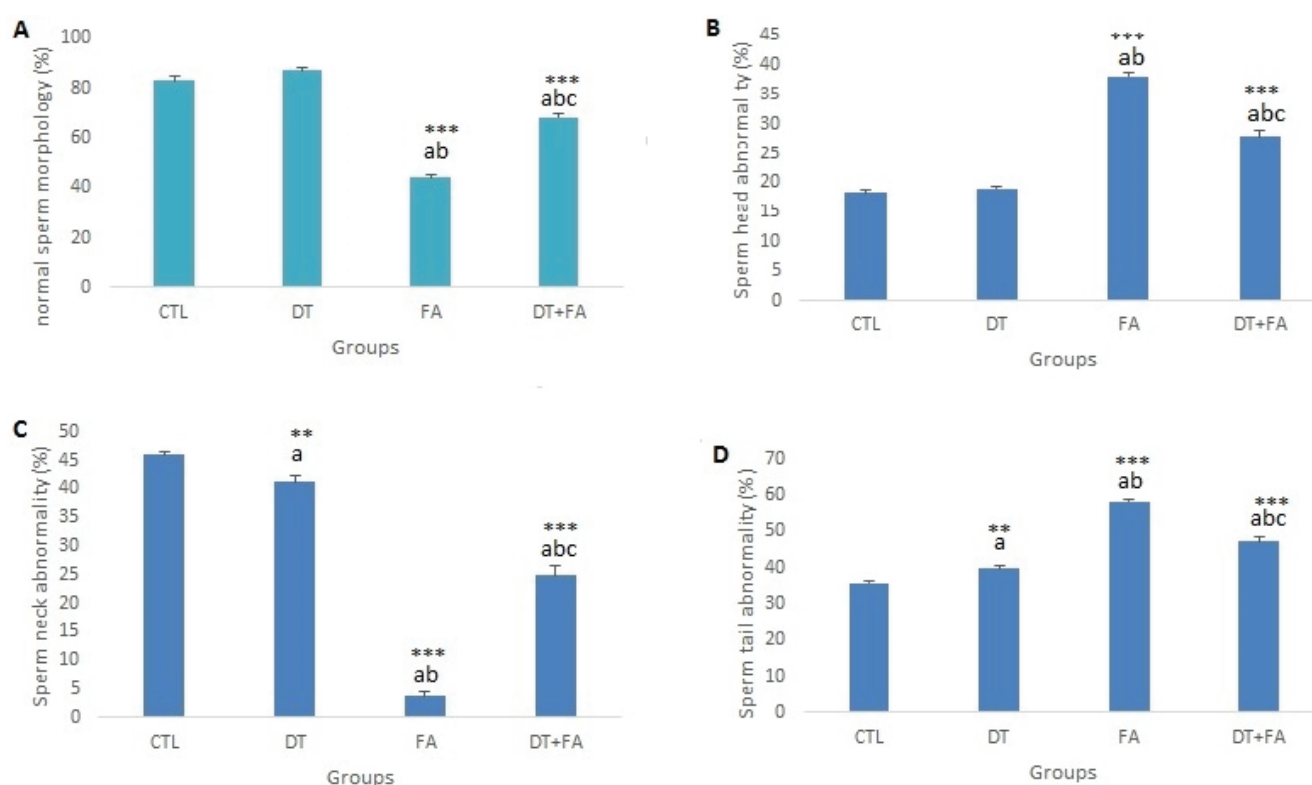 A
normal sperm morphology (%)
100
80
60
40
20
0
***
ab
***
abc
CTL DT FA DT+FA
Groups
B
Sperm head abnormal ty (%)
45
40
35
30
25
20
15
10
5
0
***
ab
***
abc
CTL DT FA DT+FA
Groups
C
Sperm neck abnormality (%)
50
45
40
35
30
25
20
15
10
5
0
**
a
***
ab
***
abc
CTL DT FA DT+FA
Groups
D
Sperm tail abnormality (%)
70
60
50
40
30
20
10
0
**
a
***
ab
***
abc
CTL DT FA DT+FA
Groups